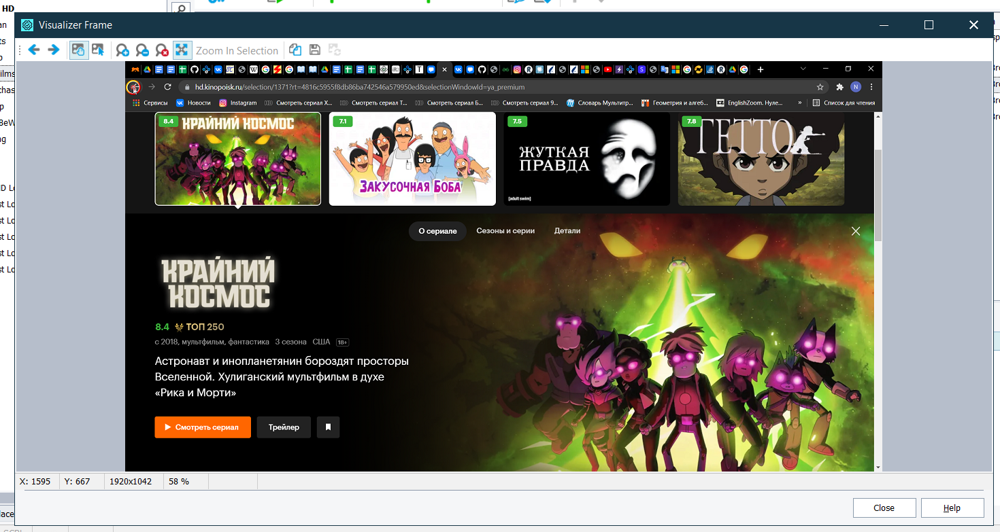 HD
Visualizer Frame
Zoom In Selection
hd.kinopoisk.ru/selection/1371?rt=4816c5955f8db86ba742546a579950ed&selectionWindowId=ya_premium
N
Сервисы
Новости
Instagram
Смотреть сериал Х...
Смотреть сериал Т...
Смотреть сериал Б...
Смотреть сериал 9...
Словарь Мультитр...
Геометрия и алгеб...
EnglishZoom. Нуле...
»
Список для чтения
8.4
КРАЙНИЙ КОСМОС
7.1
ЗАКУСОЧНАЯ БОБА
7.5
ЖУТКАЯ
ПРАВДА
[adult swim]
7.8
ГЕТТО
О сериале
Сезоны и серии
Детали
КРАЙНИЙ
КОСМОС
8.4 ТОП 250
с 2018, мультфильм, фантастика 3 сезона США 18+
Астронавт и инопланетянин бороздят просторы
Вселенной. Хулиганский мультфильм в духе
«Рика и Морти»
Смотреть сериал
Трейлер
X: 1595
Y: 667
1920x1042
58 %
Close
Help